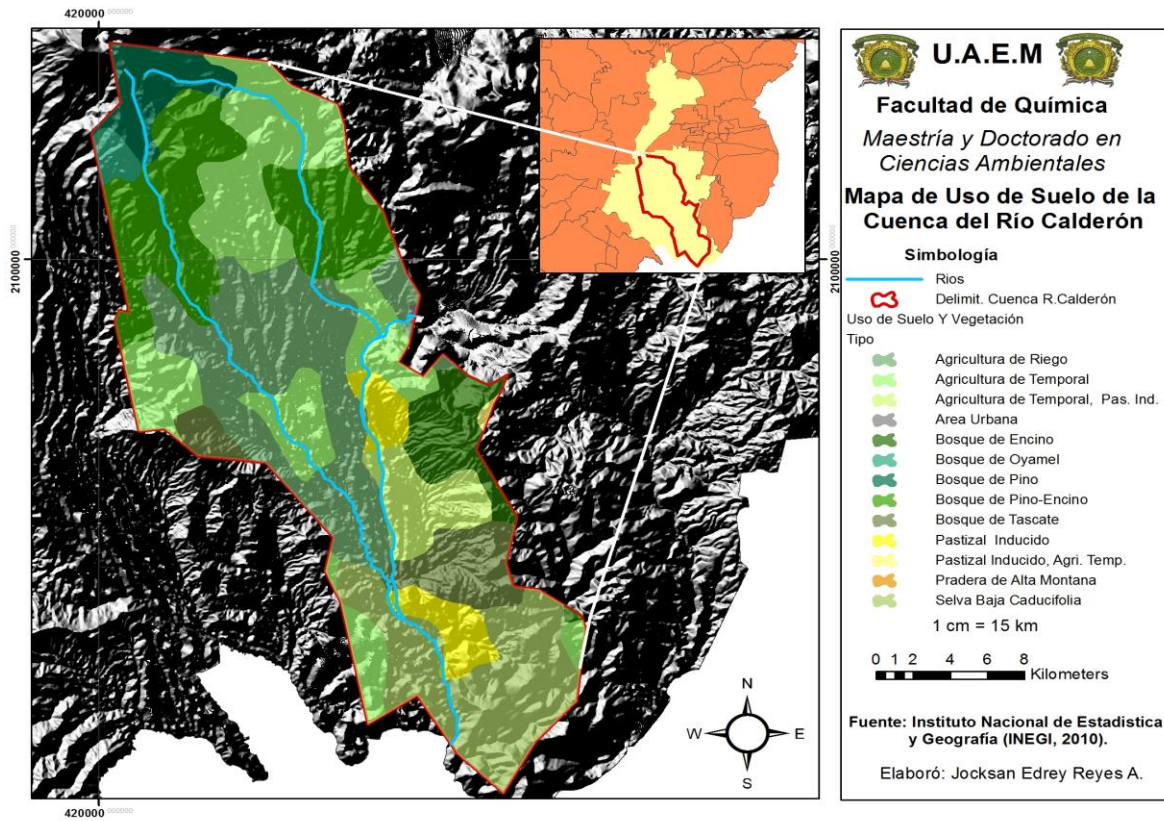 420000
2100000
2100000
420000
U.A.E.M
Facultad de Química
Maestría y Doctorado en
Ciencias Ambientales
Mapa de Uso de Suelo de la
Cuenca del Río Calderón
Simbología
Rios
Delimit. Cuenca R.Calderón
Uso de Suelo Y Vegetación
Tipo
Agricultura de Riego
Agricultura de Temporal
Agricultura de Temporal, Pas. Ind.
Area Urbana
Bosque de Encino
Bosque de Oyamel
Bosque de Pino
Bosque de Pino-Encino
Bosque de Tascate
Pastizal Inducido
Pastizal Inducido, Agri. Temp.
Pradera de Alta Montana
Selva Baja Caducifolia
1 cm = 15 km
0 1 2 4 6 8
Kilometers
N
W E
S
Fuente: Instituto Nacional de Estadistica
y Geografía (INEGI, 2010).
Elaboró: Jocksan Edrey Reyes A.